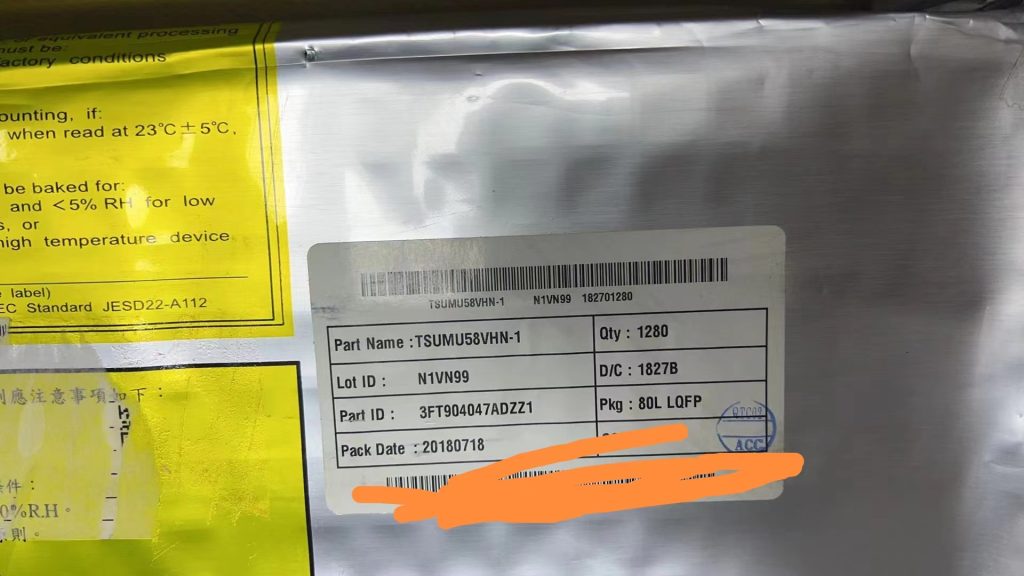 equivalent processing
must be:
factory conditions
ounting, if:
when read at 23℃±5℃,
be baked for:
and <5% RH for low
s, or
high temperature device
label)
EC Standard JESD22-A112
應注意事項如下：
件：
0%R.H。
則。
TSUMU58VHN-1 N1VN99 182701280
Part Name : TSUMU58VHN-1
Qty : 1280
Lot ID : N1VN99
D/C : 1827B
Part ID : 3FT904047ADZZ1
Pkg : 80L LQFP
Pack Date : 20180718
ACC